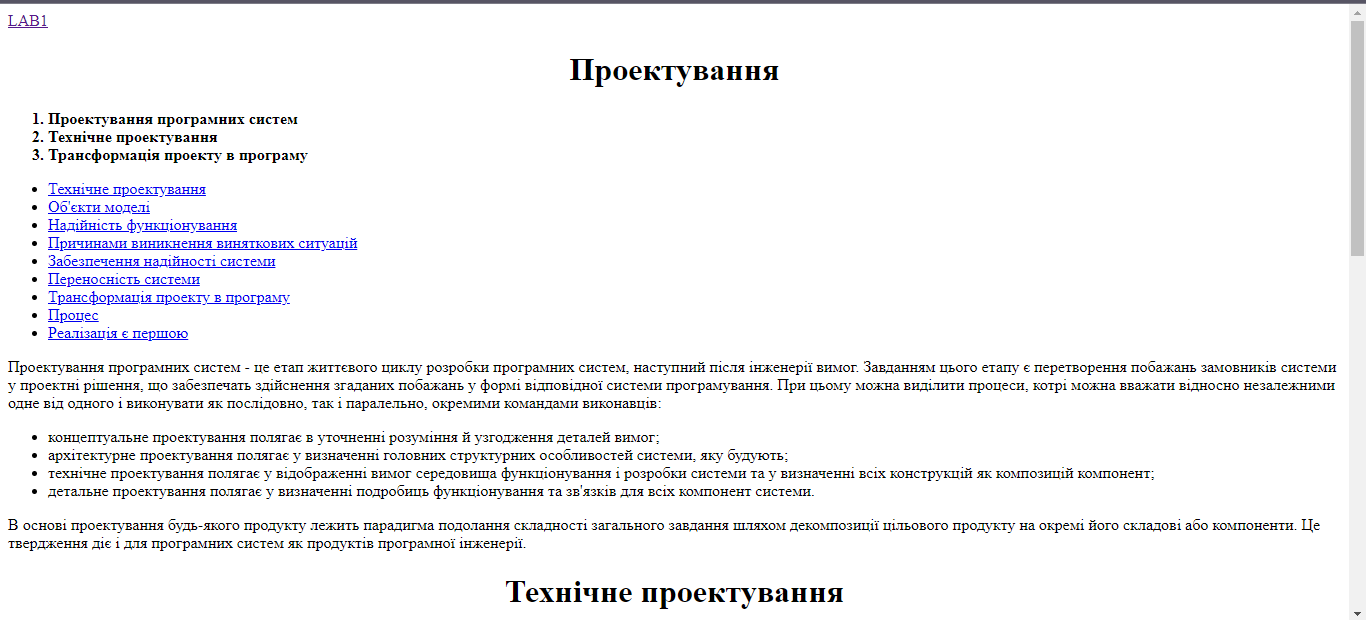 LAB1
Проектування
1. Проектування програмних систем
2. Технічне проектування
3. Трансформація проекту в програму
• Технічне проектування
• Об'єкти моделі
• Надійність функціонування
• Причинами виникнення виняткових ситуацій
• Забезпечення надійності системи
• Переносність системи
• Трансформація проекту в програму
• Процес
• Реалізація є першою
Проектування програмних систем - це етап життєвого циклу розробки програмних систем, наступний після інженерії вимог. Завданням цього етапу є перетворення побажань замовників системи
у проектні рішення, що забезпечать здійснення згаданих побажань у формі відповідної системи програмування. При цьому можна виділити процеси, котрі можна вважати відносно незалежними
одне від одного і виконувати як послідовно, так і паралельно, окремими командами виконавців:
• концептуальне проектування полягає в уточненні розуміння й узгодження деталей вимог;
• архітектурне проектування полягає у визначенні головних структурних особливостей системи, яку будують;
• технічне проектування полягає у відображенні вимог середовища функціонування і розробки системи та у визначенні всіх конструкцій як композицій компонент;
• детальне проектування полягає у визначенні подробиць функціонування та зв'язків для всіх компонент системи.
В основі проектування будь-якого продукту лежить парадигма подолання складності загального завдання шляхом декомпозиції цільового продукту на окремі його складові або компоненти. Це
твердження діє і для програмних систем як продуктів програмної інженерії.
Технічне проектування